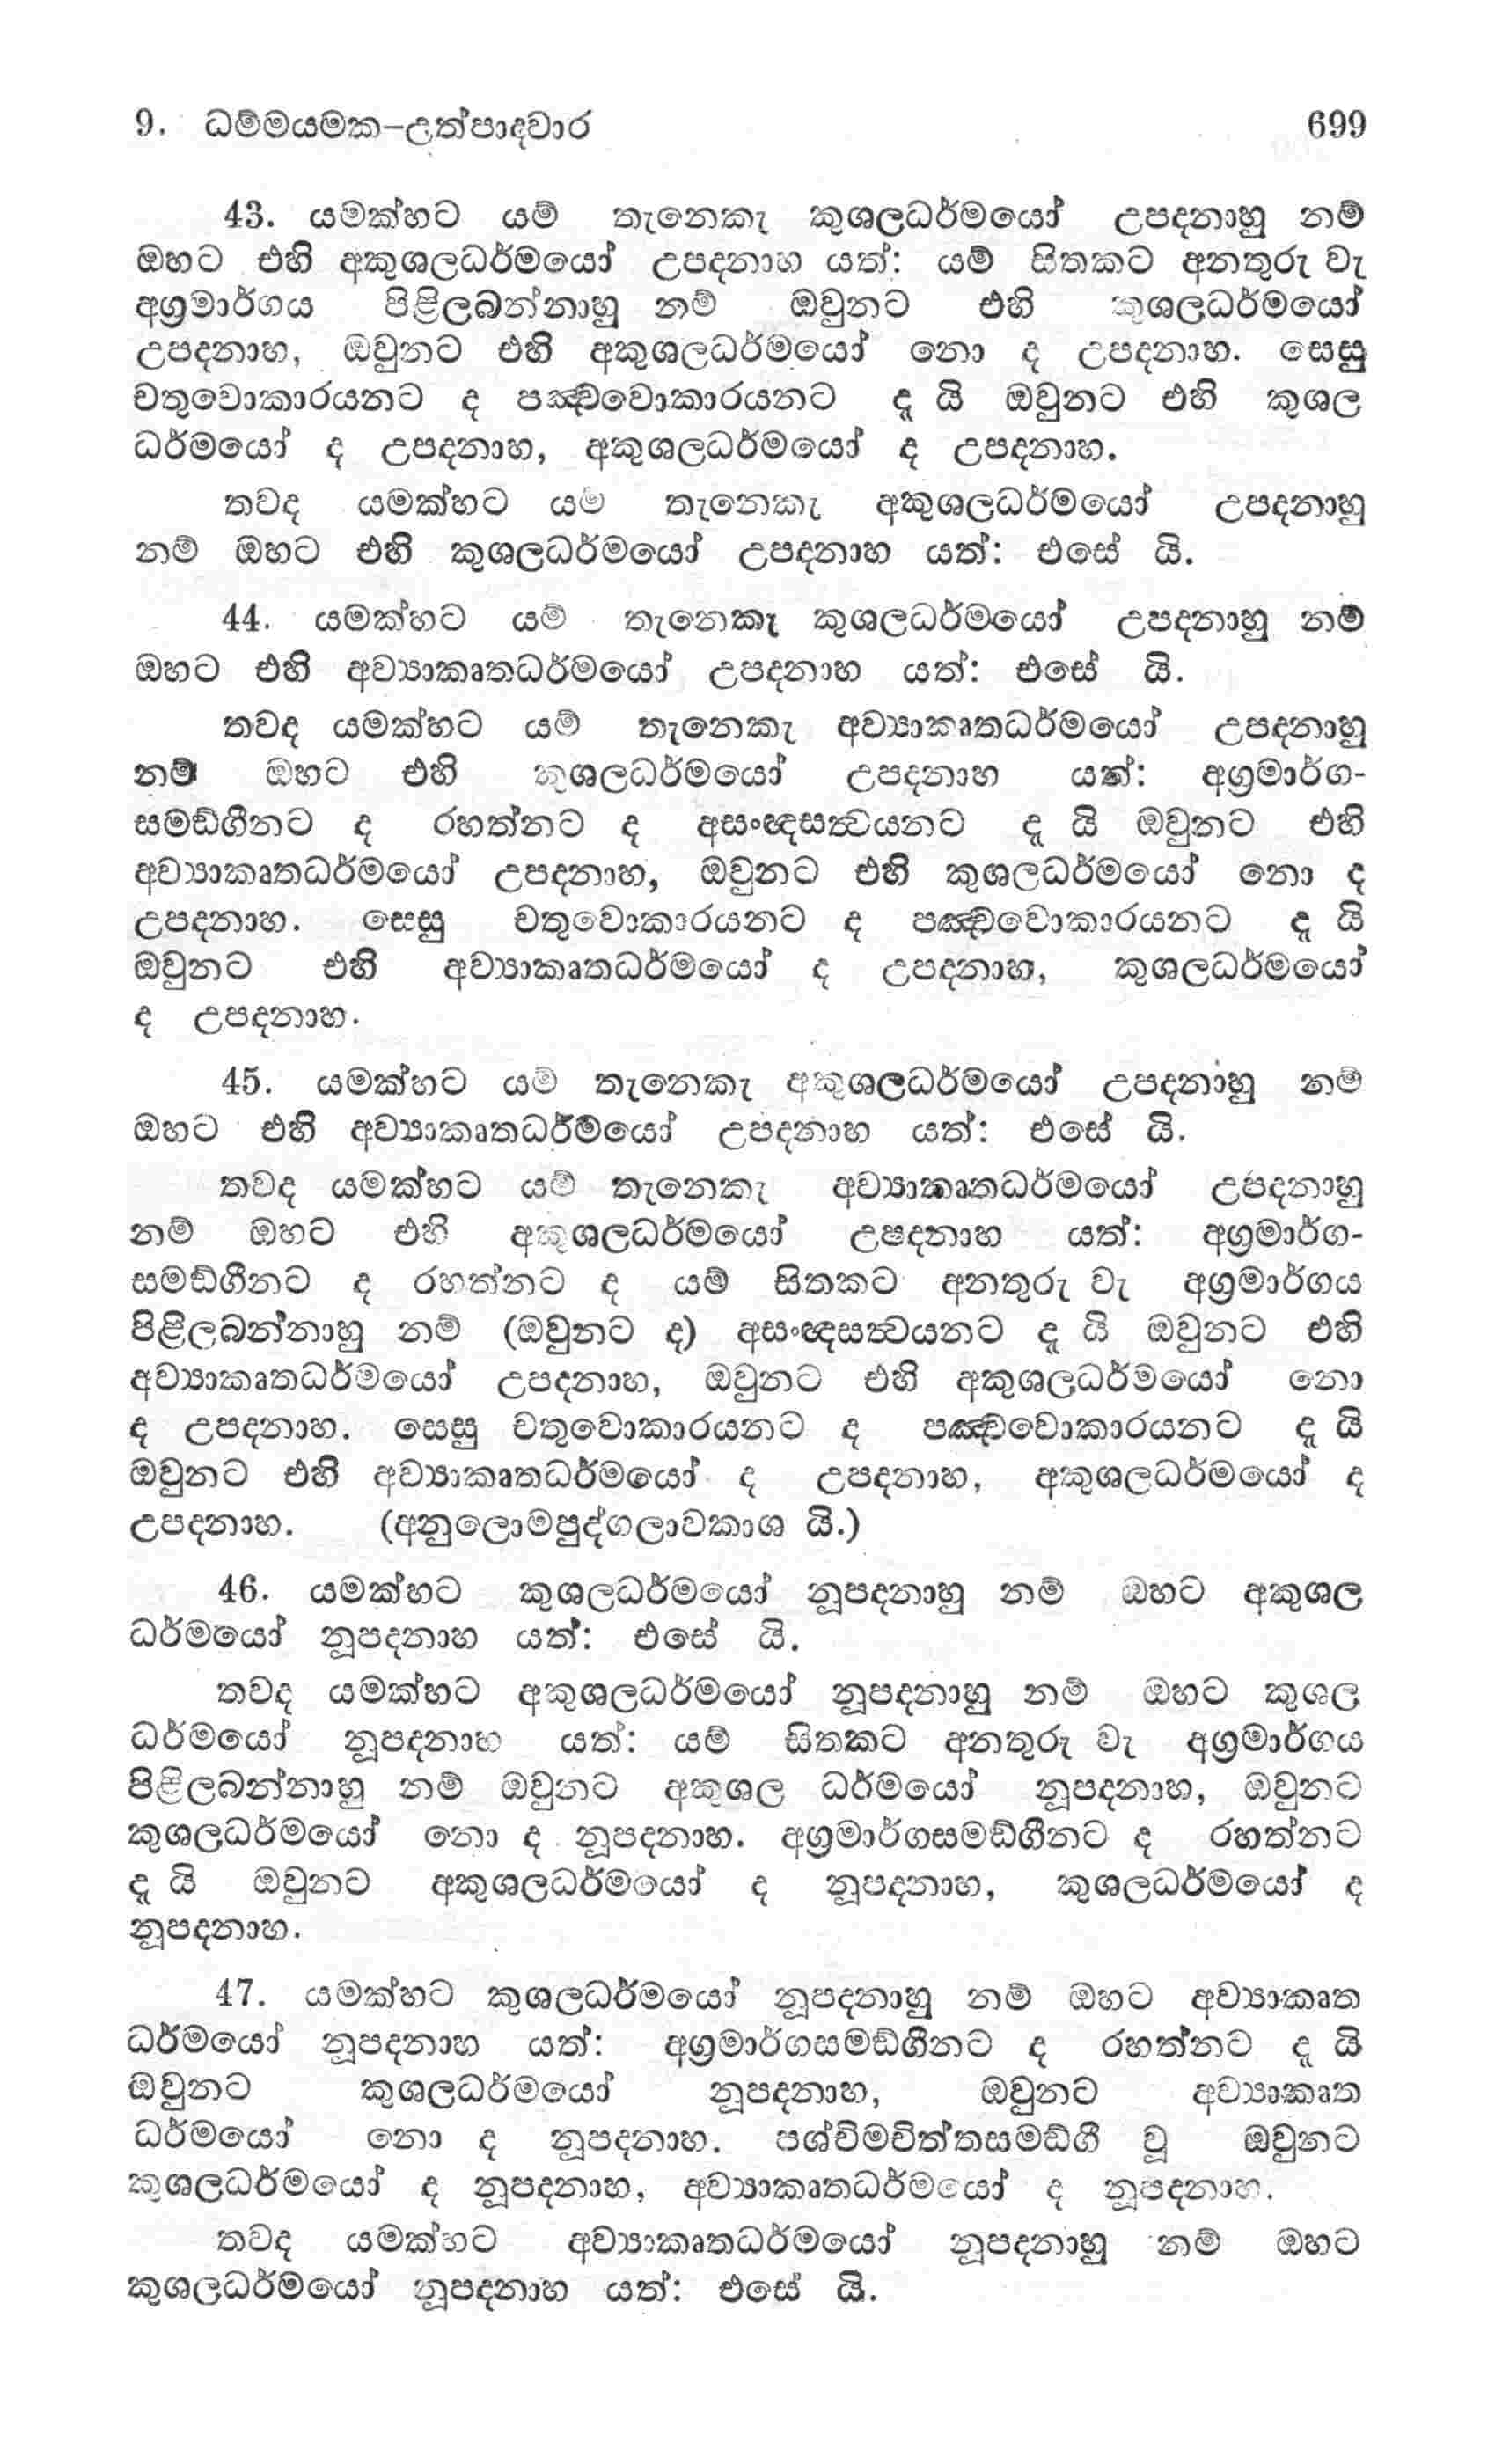 9. ධම්මයමක–උත්පාදවාර 699
43. යමක්හට යම් තැනෙකැ කුශලධර්මයෝ උපදනාහු නම්
ඔහට එහි අකුශලධර්මයෝ උපදනාහ යත්: යම් සිතකට අනතුරු වැ
අග්‍රමාර්ගය පිළිලබන්නාහු නම් ඔවුනට එහි කුශලධර්මයෝ
උපදනාහ, ඔවුනට එහි අකුශලධර්මයෝ නො ද උපදනාහ. සෙසු
චතුවොකාරයනට ද පඤ්චවොකාරයනට දූ යි ඔවුනට එහි කුශල
ධර්මයෝ ද උපදනාහ, අකුශලධර්මයෝ ද උපදනාහ.
තවද යමක්හට යම් තැනෙකැ අකුශලධර්මයෝ උපදනාහු
නම් ඔහට එහි කුශලධර්මයෝ උපදනාහ යත්: එසේ යි.
44. යමක්හට යම් තැනෙකැ කුශලධර්මයෝ උපදනාහු නම්
ඔහට එහි අව්‍යාකෘතධර්මයෝ උපදනාහ යත්: එසේ යි.
තවද යමක්හට යම් තැනෙකැ අව්‍යාකෘතධර්මයෝ උපදනාහු
නම් ඔහට එහි කුශලධර්මයෝ උපදනාහ යත්: අග්‍රමාර්ග-
සමඞ්ගීනට ද රහත්නට ද අසංඥසත්‍වයනට දූ යි ඔවුනට එහි
අව්‍යාකෘතධර්මයෝ උපදනාහ, ඔවුනට එහි කුශලධර්මයෝ නො ද
උපදනාහ. සෙසු චතුවොකාරයනට ද පඤ්චවොකාරයනට දූ යි
ඔවුනට එහි අව්‍යාකෘතධර්මයෝ ද උපදනාහ, කුශලධර්මයෝ
ද උපදනාහ.
45. යමක්හට යම් තැනෙකැ අකුශලධර්මයෝ උපදනාහු නම්
ඔහට එහි අව්‍යාකෘතධර්මයෝ උපදනාහ යත්: එසේ යි.
තවද යමක්හට යම් තැනෙකැ අව්‍යාකෘතධර්මයෝ උපදනාහු
නම් ඔහට එහි අකුශලධර්මයෝ උපදනාහ යත්: අග්‍රමාර්ග-
සමඞ්ගීනට ද රහත්නට ද යම් සිතකට අනතුරු වැ අග්‍රමාර්ගය
පිළිලබන්නාහු නම් (ඔවුනට ද) අසංඥසත්‍වයනට දූ යි ඔවුනට එහි
අව්‍යාකෘතධර්මයෝ උපදනාහ, ඔවුනට එහි අකුශලධර්මයෝ නො
ද උපදනාහ. සෙසු චතුවොකාරයනට ද පඤ්චවොකාරයනට දූ යි
ඔවුනට එහි අව්‍යාකෘතධර්මයෝ ද උපදනාහ, අකුශලධර්මයෝ ද
උපදනාහ. (අනුලොමපුද්ගලාවකාශ යි.)
46. යමක්හට කුශලධර්මයෝ නූපදනාහු නම් ඔහට අකුශල
ධර්මයෝ නූපදනාහ යත්: එසේ යි.
තවද යමක්හට අකුශලධර්මයෝ නූපදනාහු නම් ඔහට කුශල
ධර්මයෝ නූපදනාහ යත්: යම් සිතකට අනතුරු වැ අග්‍රමාර්ගය
පිළිලබන්නාහු නම් ඔවුනට අකුශල ධර්මයෝ නූපදනාහ, ඔවුනට
කුශලධර්මයෝ නො ද නූපදනාහ. අග්‍රමාර්ගසමඞ්ගීනට ද රහත්නට
දූ යි ඔවුනට අකුශලධර්මයෝ ද නූපදනාහ, කුශලධර්මයෝ ද
නූපදනාහ.
47. යමක්හට කුශලධර්මයෝ නූපදනාහු නම් ඔහට අව්‍යාකෘත
ධර්මයෝ නූපදනාහ යත්: අග්‍රමාර්ගසමඞ්ගීනට ද රහත්නට දූ යි
ඔවුනට කුශලධර්මයෝ නූපදනාහ, ඔවුනට අව්‍යාකෘත
ධර්මයෝ නො ද නූපදනාහ. පශ්චිමචිත්තසමඞ්ගී වූ ඔවුනට
කුශලධර්මයෝ ද නූපදනාහ, අව්‍යාකෘතධර්මයෝ ද නූපදනාහ.
තවද යමක්හට අව්‍යාකෘතධර්මයෝ නූපදනාහු නම් ඔහට
කුශලධර්මයෝ නූපදනාහ යත්: එසේ යි.